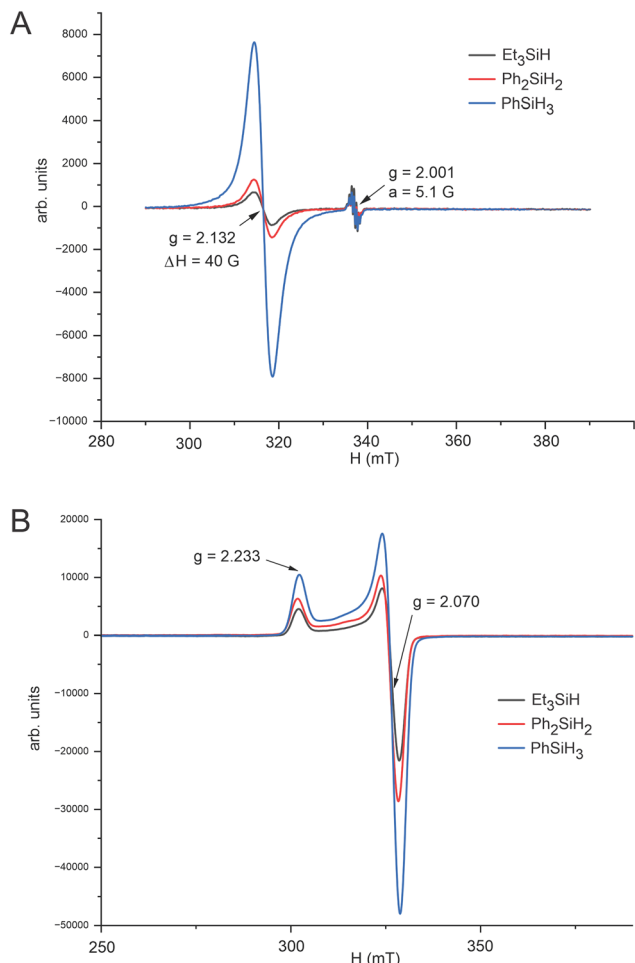 A
8000
6000
4000
2000
0
−2000
−4000
−6000
−8000
−10000
arb. units
Et₃SiH
Ph₂SiH₂
PhSiH₃
g = 2.001
a = 5.1 G
g = 2.132
ΔH = 40 G
280
300
320
340
360
380
H (mT)
B
20000
10000
0
−10000
−20000
−30000
−40000
−50000
arb. units
g = 2.233
g = 2.070
Et₃SiH
Ph₂SiH₂
PhSiH₃
250
300
350
H (mT)